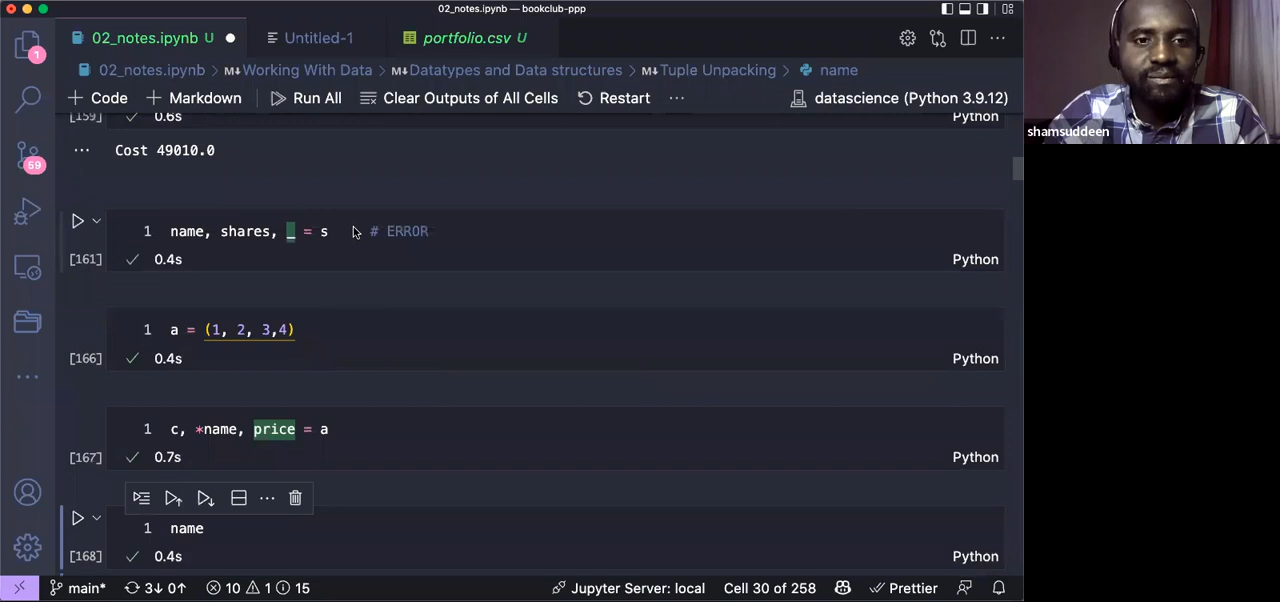 02_notes.ipynb — bookclub-ppp
02_notes.ipynb U Untitled-1 portfolio.csv U
02_notes.ipynb > M↓Working With Data > M↓Datatypes and Data structures > M↓Tuple Unpacking > name
+ Code + Markdown Run All Clear Outputs of All Cells Restart ... datascience (Python 3.9.12)
[159] 0.6s Python
... Cost 49010.0
1 name, shares, _ = s # ERROR
[161] 0.4s Python
1 a = (1, 2, 3,4)
[166] 0.4s Python
1 c, *name, price = a
[167] 0.7s Python
1 name
[168] 0.4s Python
main* 3↓ 0↑ 10 1 15 Jupyter Server: local Cell 30 of 258 Prettier
1
59
shamsuddeen